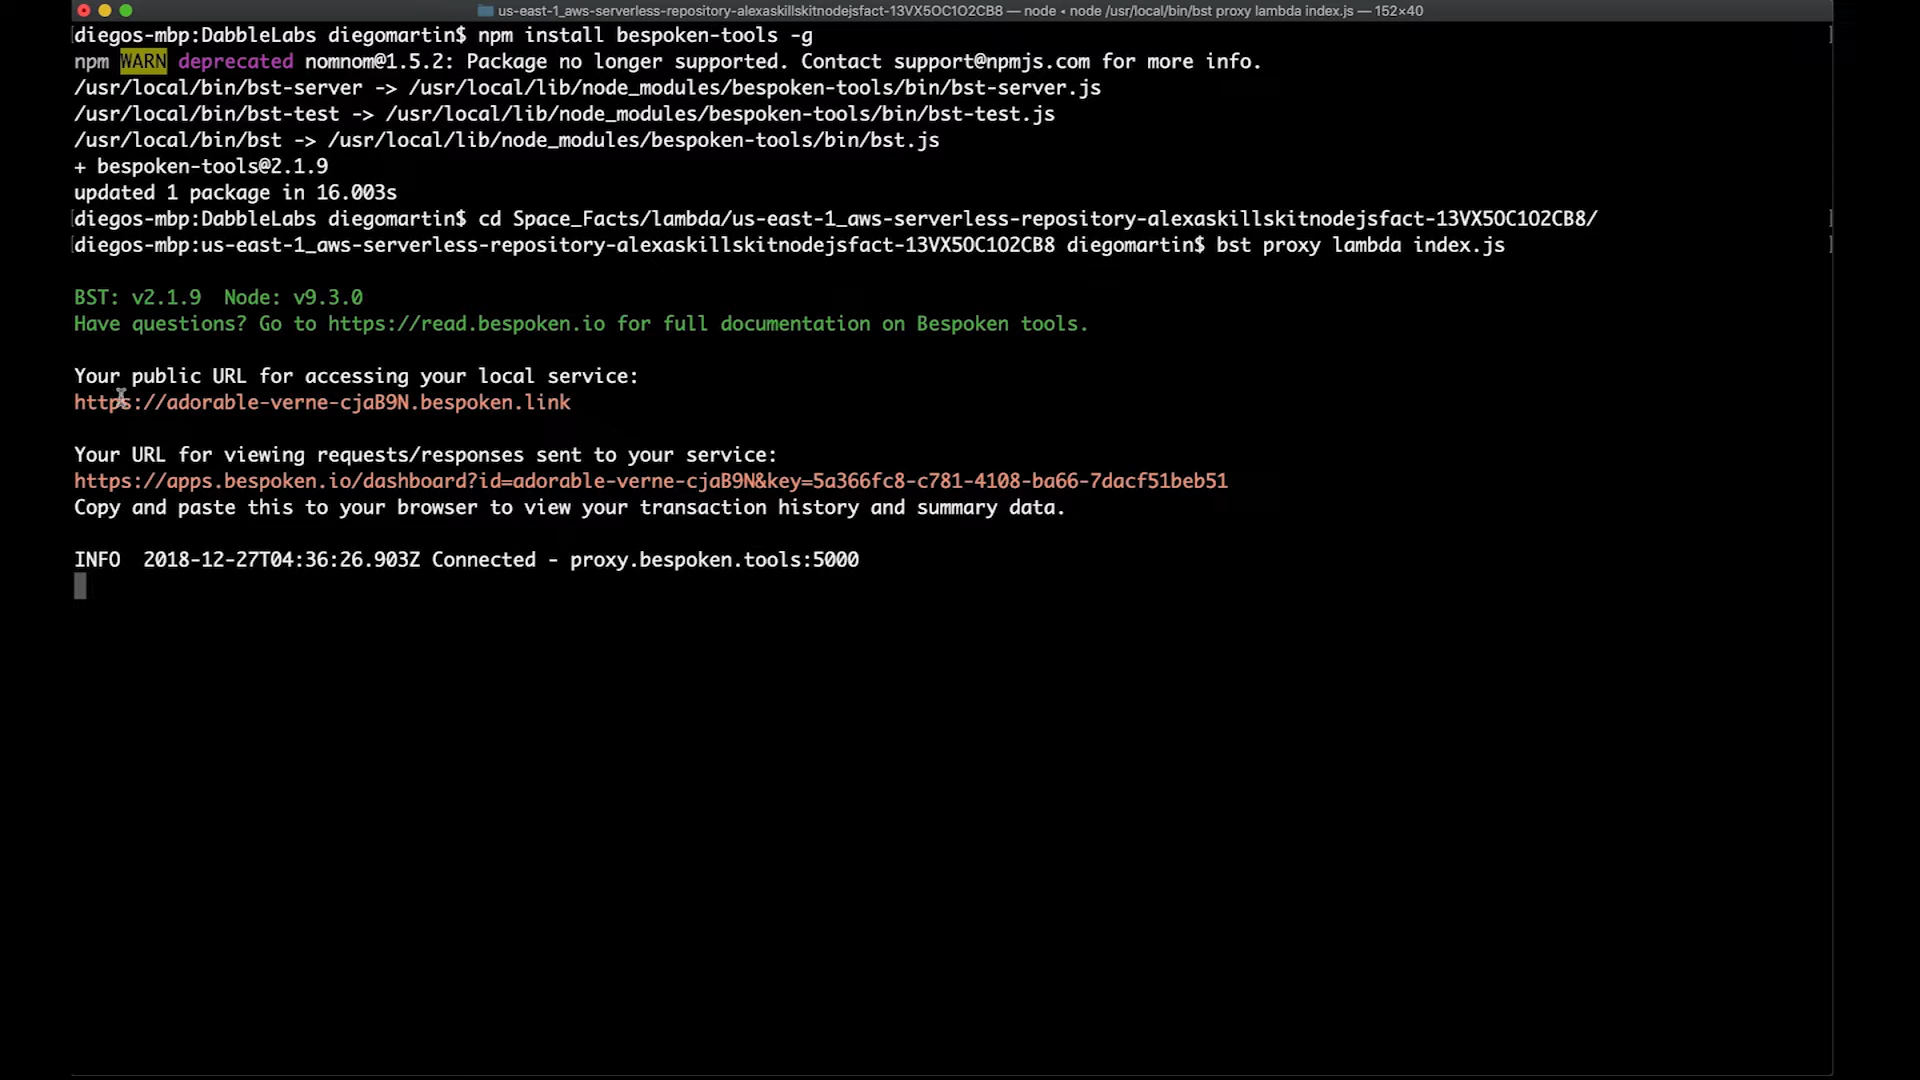 us-east-1_aws-serverless-repository-alexaskillskitnodejsfact-13VX5OC1O2CB8 — node ◂ node /usr/local/bin/bst proxy lambda index.js — 152×40
diegos-mbp:DabbleLabs diegomartin$ npm install bespoken-tools -g
npm WARN deprecated nomnom@1.5.2: Package no longer supported. Contact support@npmjs.com for more info.
/usr/local/bin/bst-server -> /usr/local/lib/node_modules/bespoken-tools/bin/bst-server.js
/usr/local/bin/bst-test -> /usr/local/lib/node_modules/bespoken-tools/bin/bst-test.js
/usr/local/bin/bst -> /usr/local/lib/node_modules/bespoken-tools/bin/bst.js
+ bespoken-tools@2.1.9
updated 1 package in 16.003s
diegos-mbp:DabbleLabs diegomartin$ cd Space_Facts/lambda/us-east-1_aws-serverless-repository-alexaskillskitnodejsfact-13VX5OC1O2CB8/
diegos-mbp:us-east-1_aws-serverless-repository-alexaskillskitnodejsfact-13VX5OC1O2CB8 diegomartin$ bst proxy lambda index.js
BST: v2.1.9  Node: v9.3.0
Have questions? Go to https://read.bespoken.io for full documentation on Bespoken tools.
Your public URL for accessing your local service:
https://adorable-verne-cjaB9N.bespoken.link
Your URL for viewing requests/responses sent to your service:
https://apps.bespoken.io/dashboard?id=adorable-verne-cjaB9N&key=5a366fc8-c781-4108-ba66-7dacf51beb51
Copy and paste this to your browser to view your transaction history and summary data.
INFO  2018-12-27T04:36:26.903Z Connected - proxy.bespoken.tools:5000